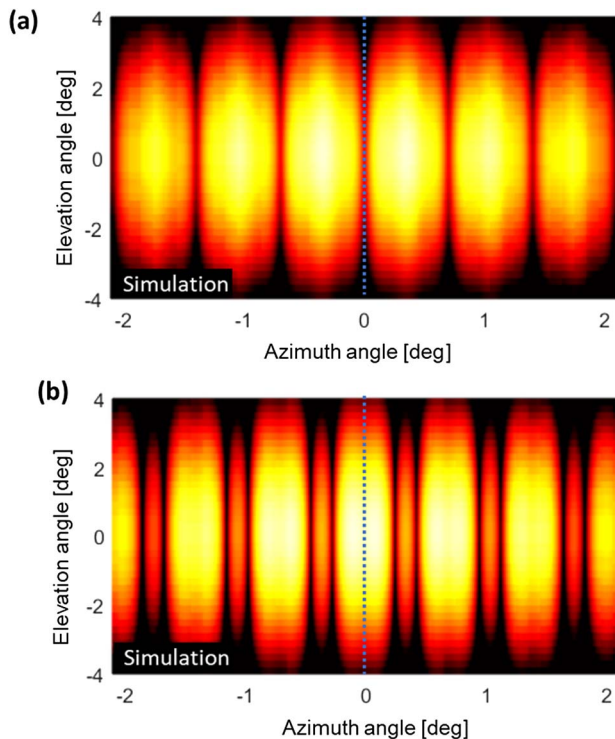 (a)
4
2
0
-2
-4
Elevation angle [deg]
Simulation
-2 -1 0 1 2
Azimuth angle [deg]
(b)
4
2
0
-2
-4
Elevation angle [deg]
Simulation
-2 -1 0 1 2
Azimuth angle [deg]